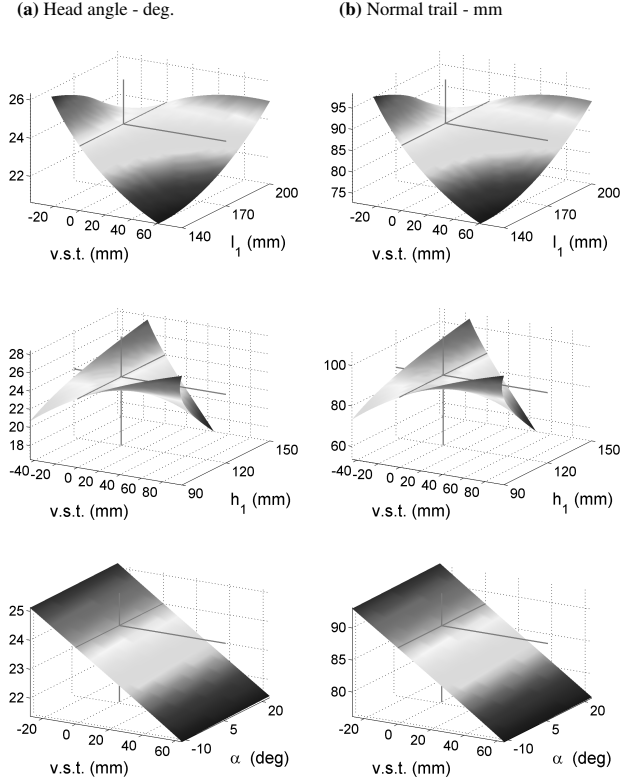 (a) Head angle - deg.
(b) Normal trail - mm
26
24
22
-20 0 20 40 60
v.s.t. (mm)
140 170 200
l1 (mm)
95
90
85
80
75
-20 0 20 40 60
v.s.t. (mm)
140 170 200
l1 (mm)
28
26
24
22
20
18
-40 -20 0 20 40 60 80
v.s.t. (mm)
90 120 150
h1 (mm)
100
80
60
-40 -20 0 20 40 60 80
v.s.t. (mm)
90 120 150
h1 (mm)
25
24
23
22
-20 0 20 40 60
v.s.t. (mm)
-10 5 20
α (deg)
90
85
80
-20 0 20 40 60
v.s.t. (mm)
-10 5 20
α (deg)